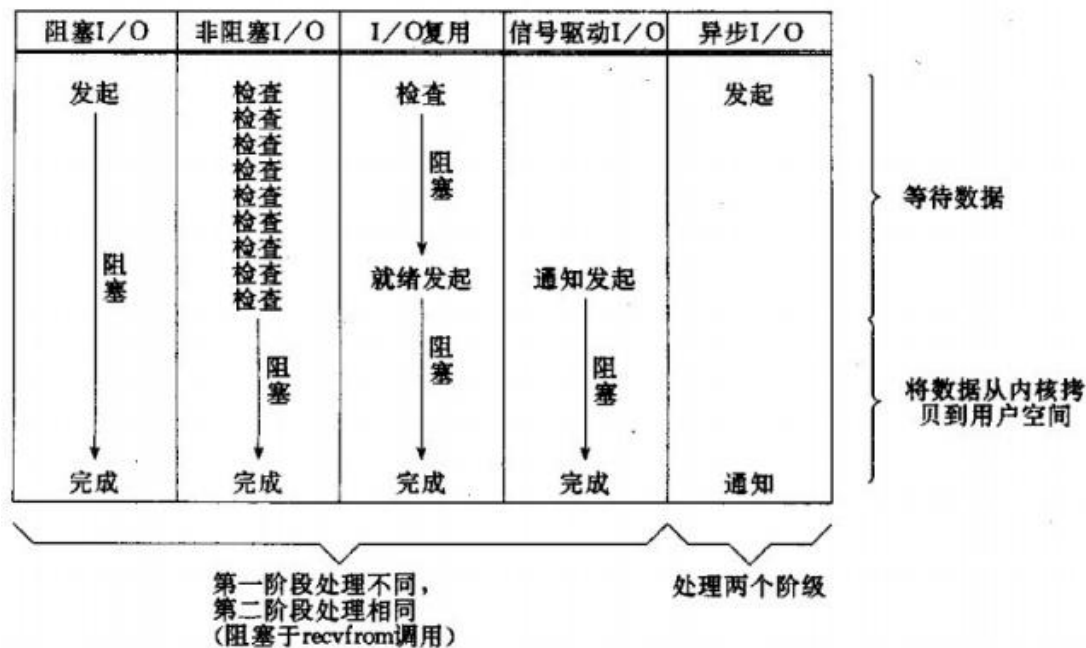 阻塞I/O 非阻塞I/O I/O复用 信号驱动I/O 异步I/O
发起 检查 检查 发起
检查
检查
检查
检查
检查
检查
检查
检查
阻塞
阻塞
就绪发起 通知发起
阻塞
阻塞
阻塞
完成 完成 完成 完成 通知
等待数据
将数据从内核拷
贝到用户空间
第一阶段处理不同,
第二阶段处理相同
(阻塞于recvfrom调用)
处理两个阶级